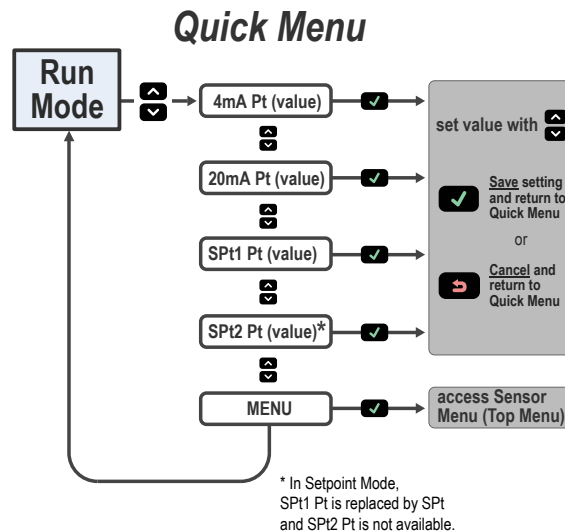 Quick Menu
Run
Mode
4mA Pt (value)
set value with
20mA Pt (value)
Save setting
and return to
Quick Menu
or
SPt1 Pt (value)
Cancel and
return to
Quick Menu
SPt2 Pt (value)*
MENU
access Sensor
Menu (Top Menu)
* In Setpoint Mode,
SPt1 Pt is replaced by SPt
and SPt2 Pt is not available.